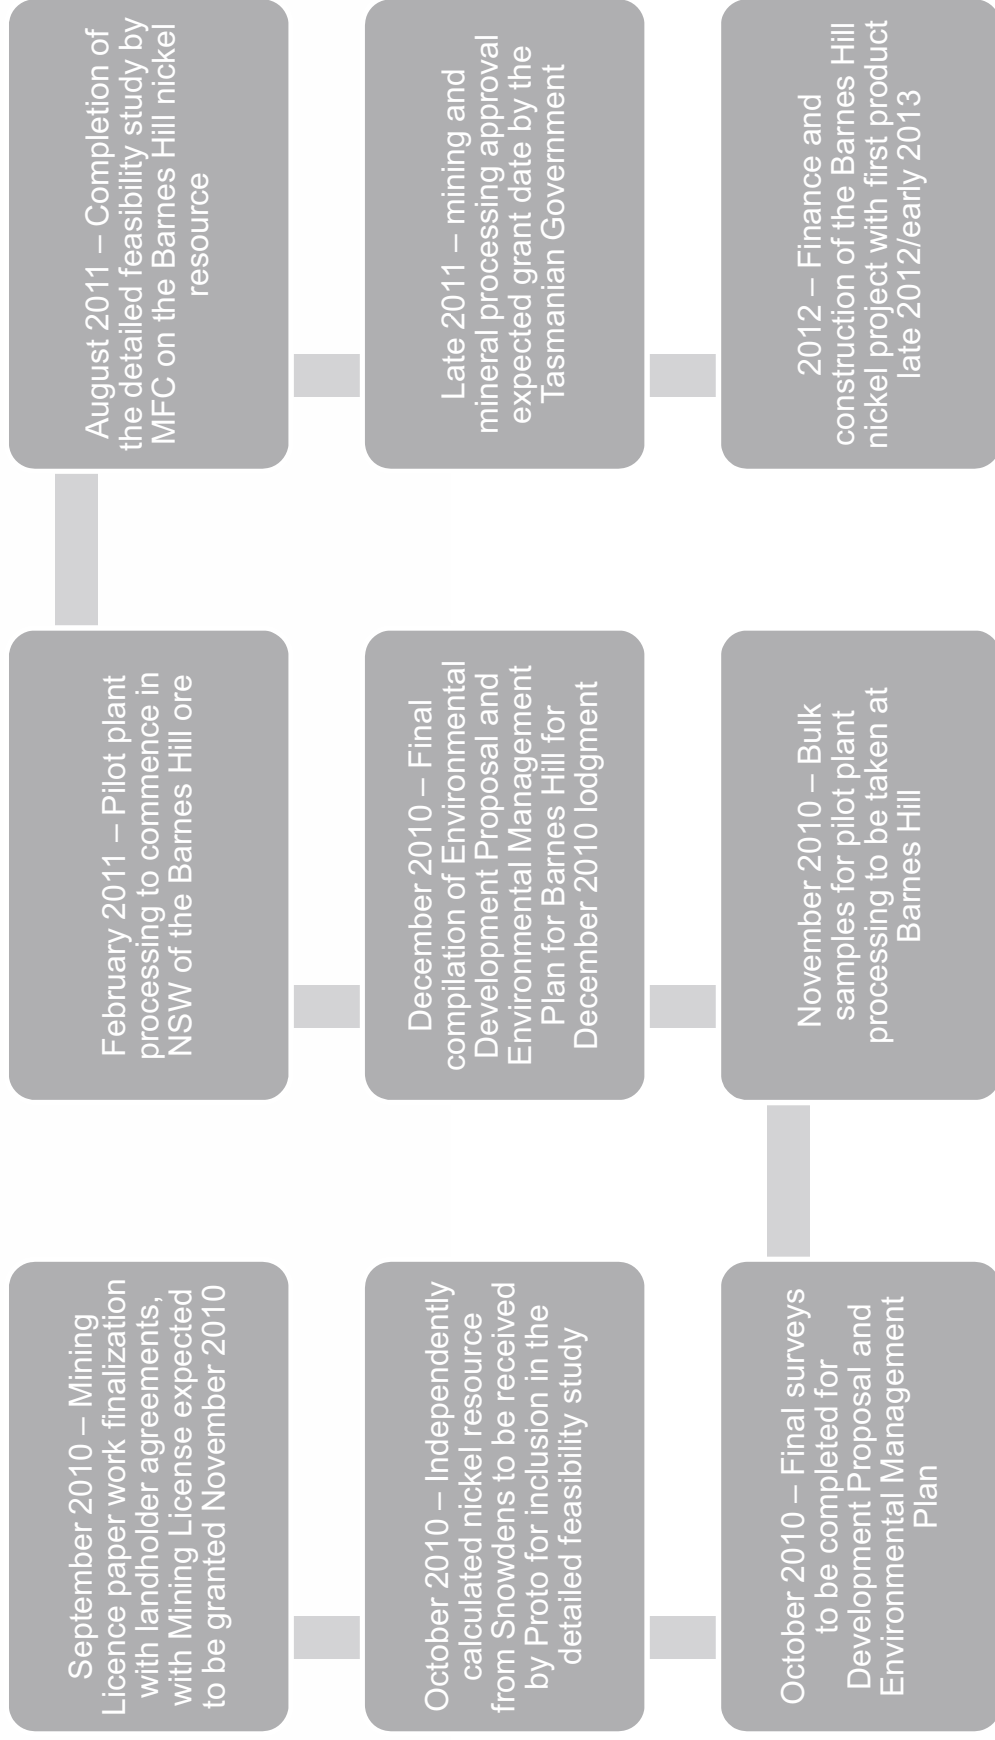 September 2010 – Mining
Licence paper work finalization
with landholder agreements,
with Mining License expected
to be granted November 2010
October 2010 – Independently
calculated nickel resource
from Snowdens to be received
by Proto for inclusion in the
detailed feasibility study
October 2010 – Final surveys
to be completed for
Development Proposal and
Environmental Management
Plan
November 2010 – Bulk
samples for pilot plant
processing to be taken at
Barnes Hill
December 2010 – Final
compilation of Environmental
Development Proposal and
Environmental Management
Plan for Barnes Hill for
December 2010 lodgment
February 2011 – Pilot plant
processing to commence in
NSW of the Barnes Hill ore
August 2011 – Completion of
the detailed feasibility study by
MFC on the Barnes Hill nickel
resource
Late 2011 – mining and
mineral processing approval
expected grant date by the
Tasmanian Government
2012 – Finance and
construction of the Barnes Hill
nickel project with first product
late 2012/early 2013